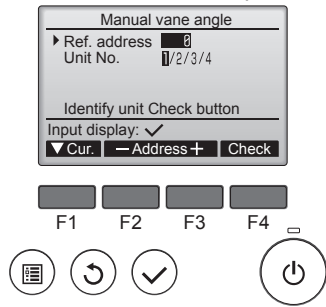 Manual vane angle
Ref. address 0
Unit No. 1/2/3/4
Identify unit Check button
Input display: ✓
▼Cur. －Address＋ Check
F1 F2 F3 F4